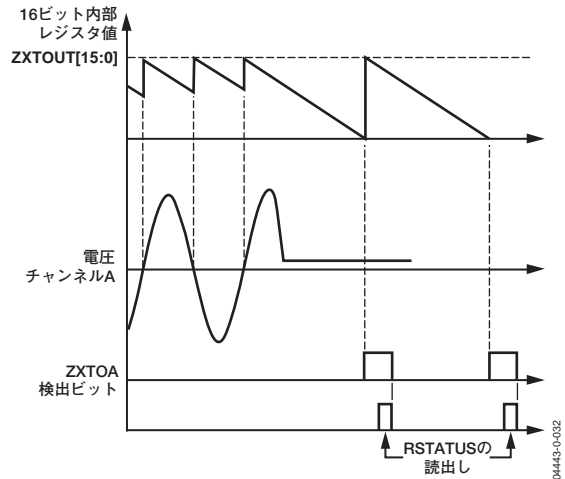 16ビット内部
レジスタ値
ZXTOUT[15:0]
電圧
チャンネルA
ZXTOA
検出ビット
RSTATUSの
読出し
04443-0-032